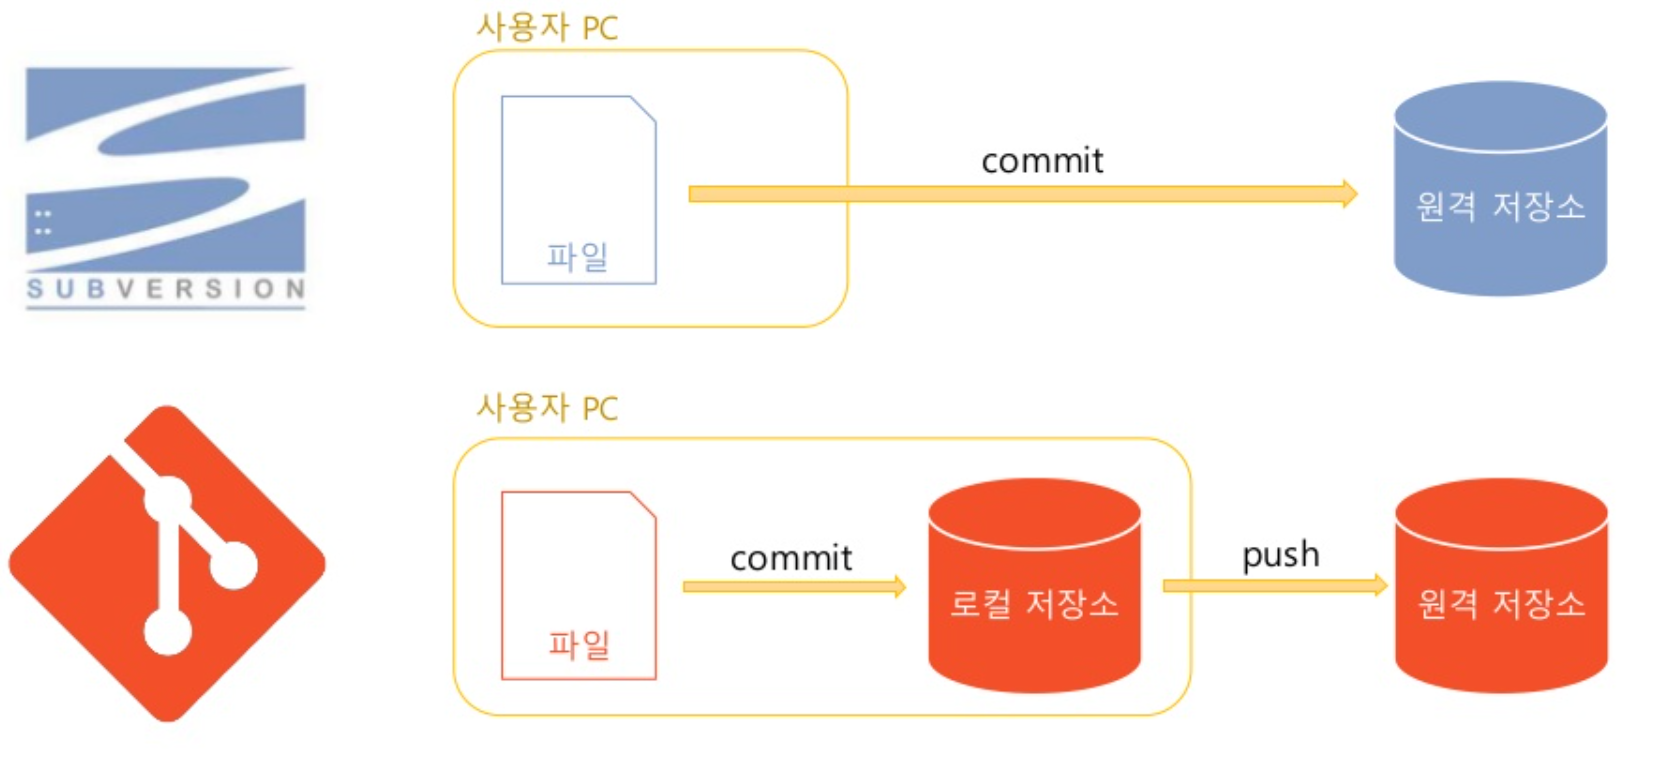 사용자 PC
SUBVERSION
파일
commit
원격 저장소
사용자 PC
파일
commit
로컬 저장소
push
원격 저장소